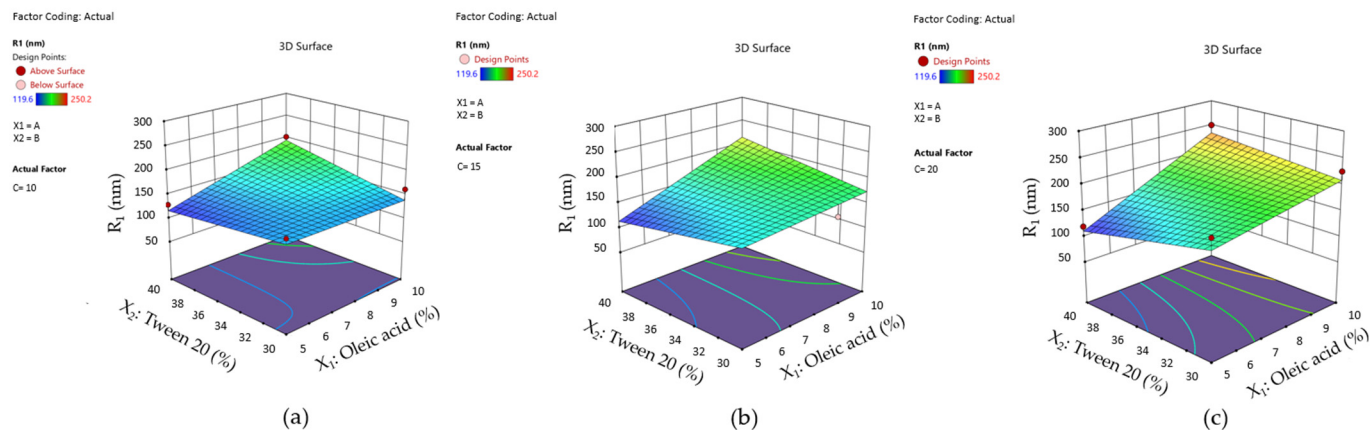 Factor Coding: Actual
R1 (nm)
Design Points:
Above Surface
Below Surface
119.6 250.2
X1 = A
X2 = B
Actual Factor
C= 10
3D Surface
300
250
200
150
100
50
R₁ (nm)
40
38
36
34
32
30
X₂: Tween 20 (%)
5
6
7
8
9
10
X₁: Oleic acid (%)
(a)
Factor Coding: Actual
R1 (nm)
Design Points
119.6 250.2
X1 = A
X2 = B
Actual Factor
C= 15
3D Surface
300
250
200
150
100
50
R₁ (nm)
40
38
36
34
32
30
X₂: Tween 20 (%)
5
6
7
8
9
10
X₁: Oleic acid (%)
(b)
Factor Coding: Actual
R1 (nm)
Design Points
119.6 250.2
X1 = A
X2 = B
Actual Factor
C= 20
3D Surface
300
250
200
150
100
50
R₁ (nm)
40
38
36
34
32
30
X₂: Tween 20 (%)
5
6
7
8
9
10
X₁: Oleic acid (%)
(c)